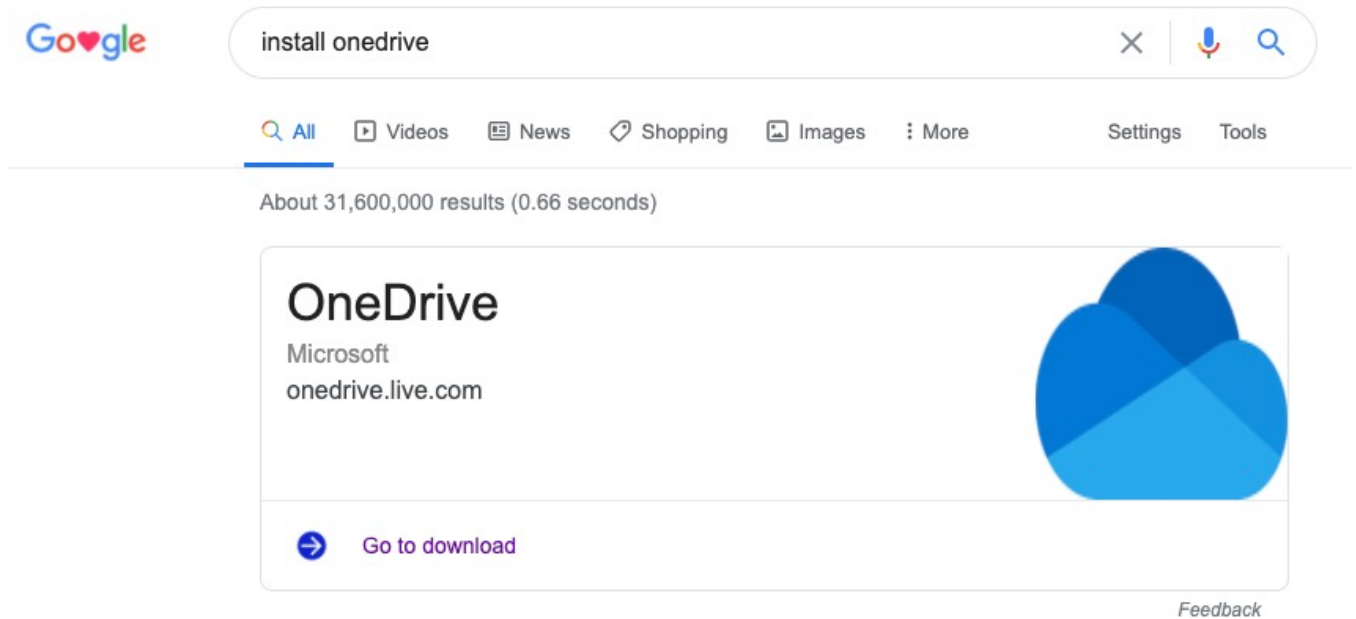 Go♥gle
install onedrive
All Videos News Shopping Images More Settings Tools
About 31,600,000 results (0.66 seconds)
OneDrive
Microsoft
onedrive.live.com
Go to download
Feedback